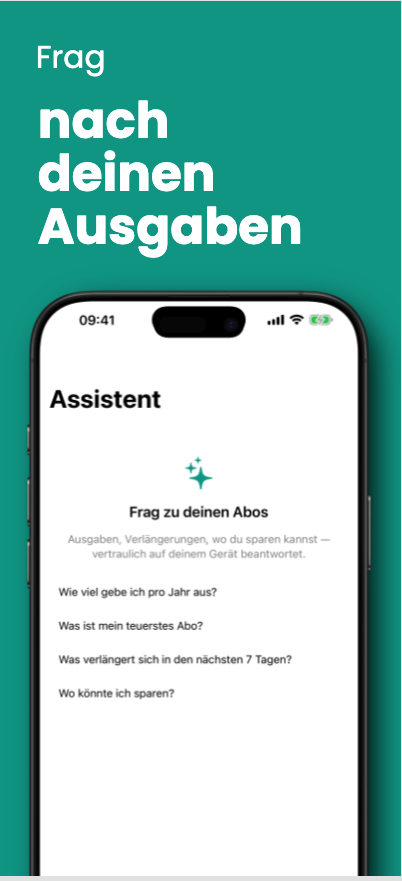 Frag
nach
deinen
Ausgaben
09:41
Assistent
Frag zu deinen Abos
Ausgaben, Verlängerungen, wo du sparen kannst —
vertraulich auf deinem Gerät beantwortet.
Wie viel gebe ich pro Jahr aus?
Was ist mein teuerstes Abo?
Was verlängert sich in den nächsten 7 Tagen?
Wo könnte ich sparen?